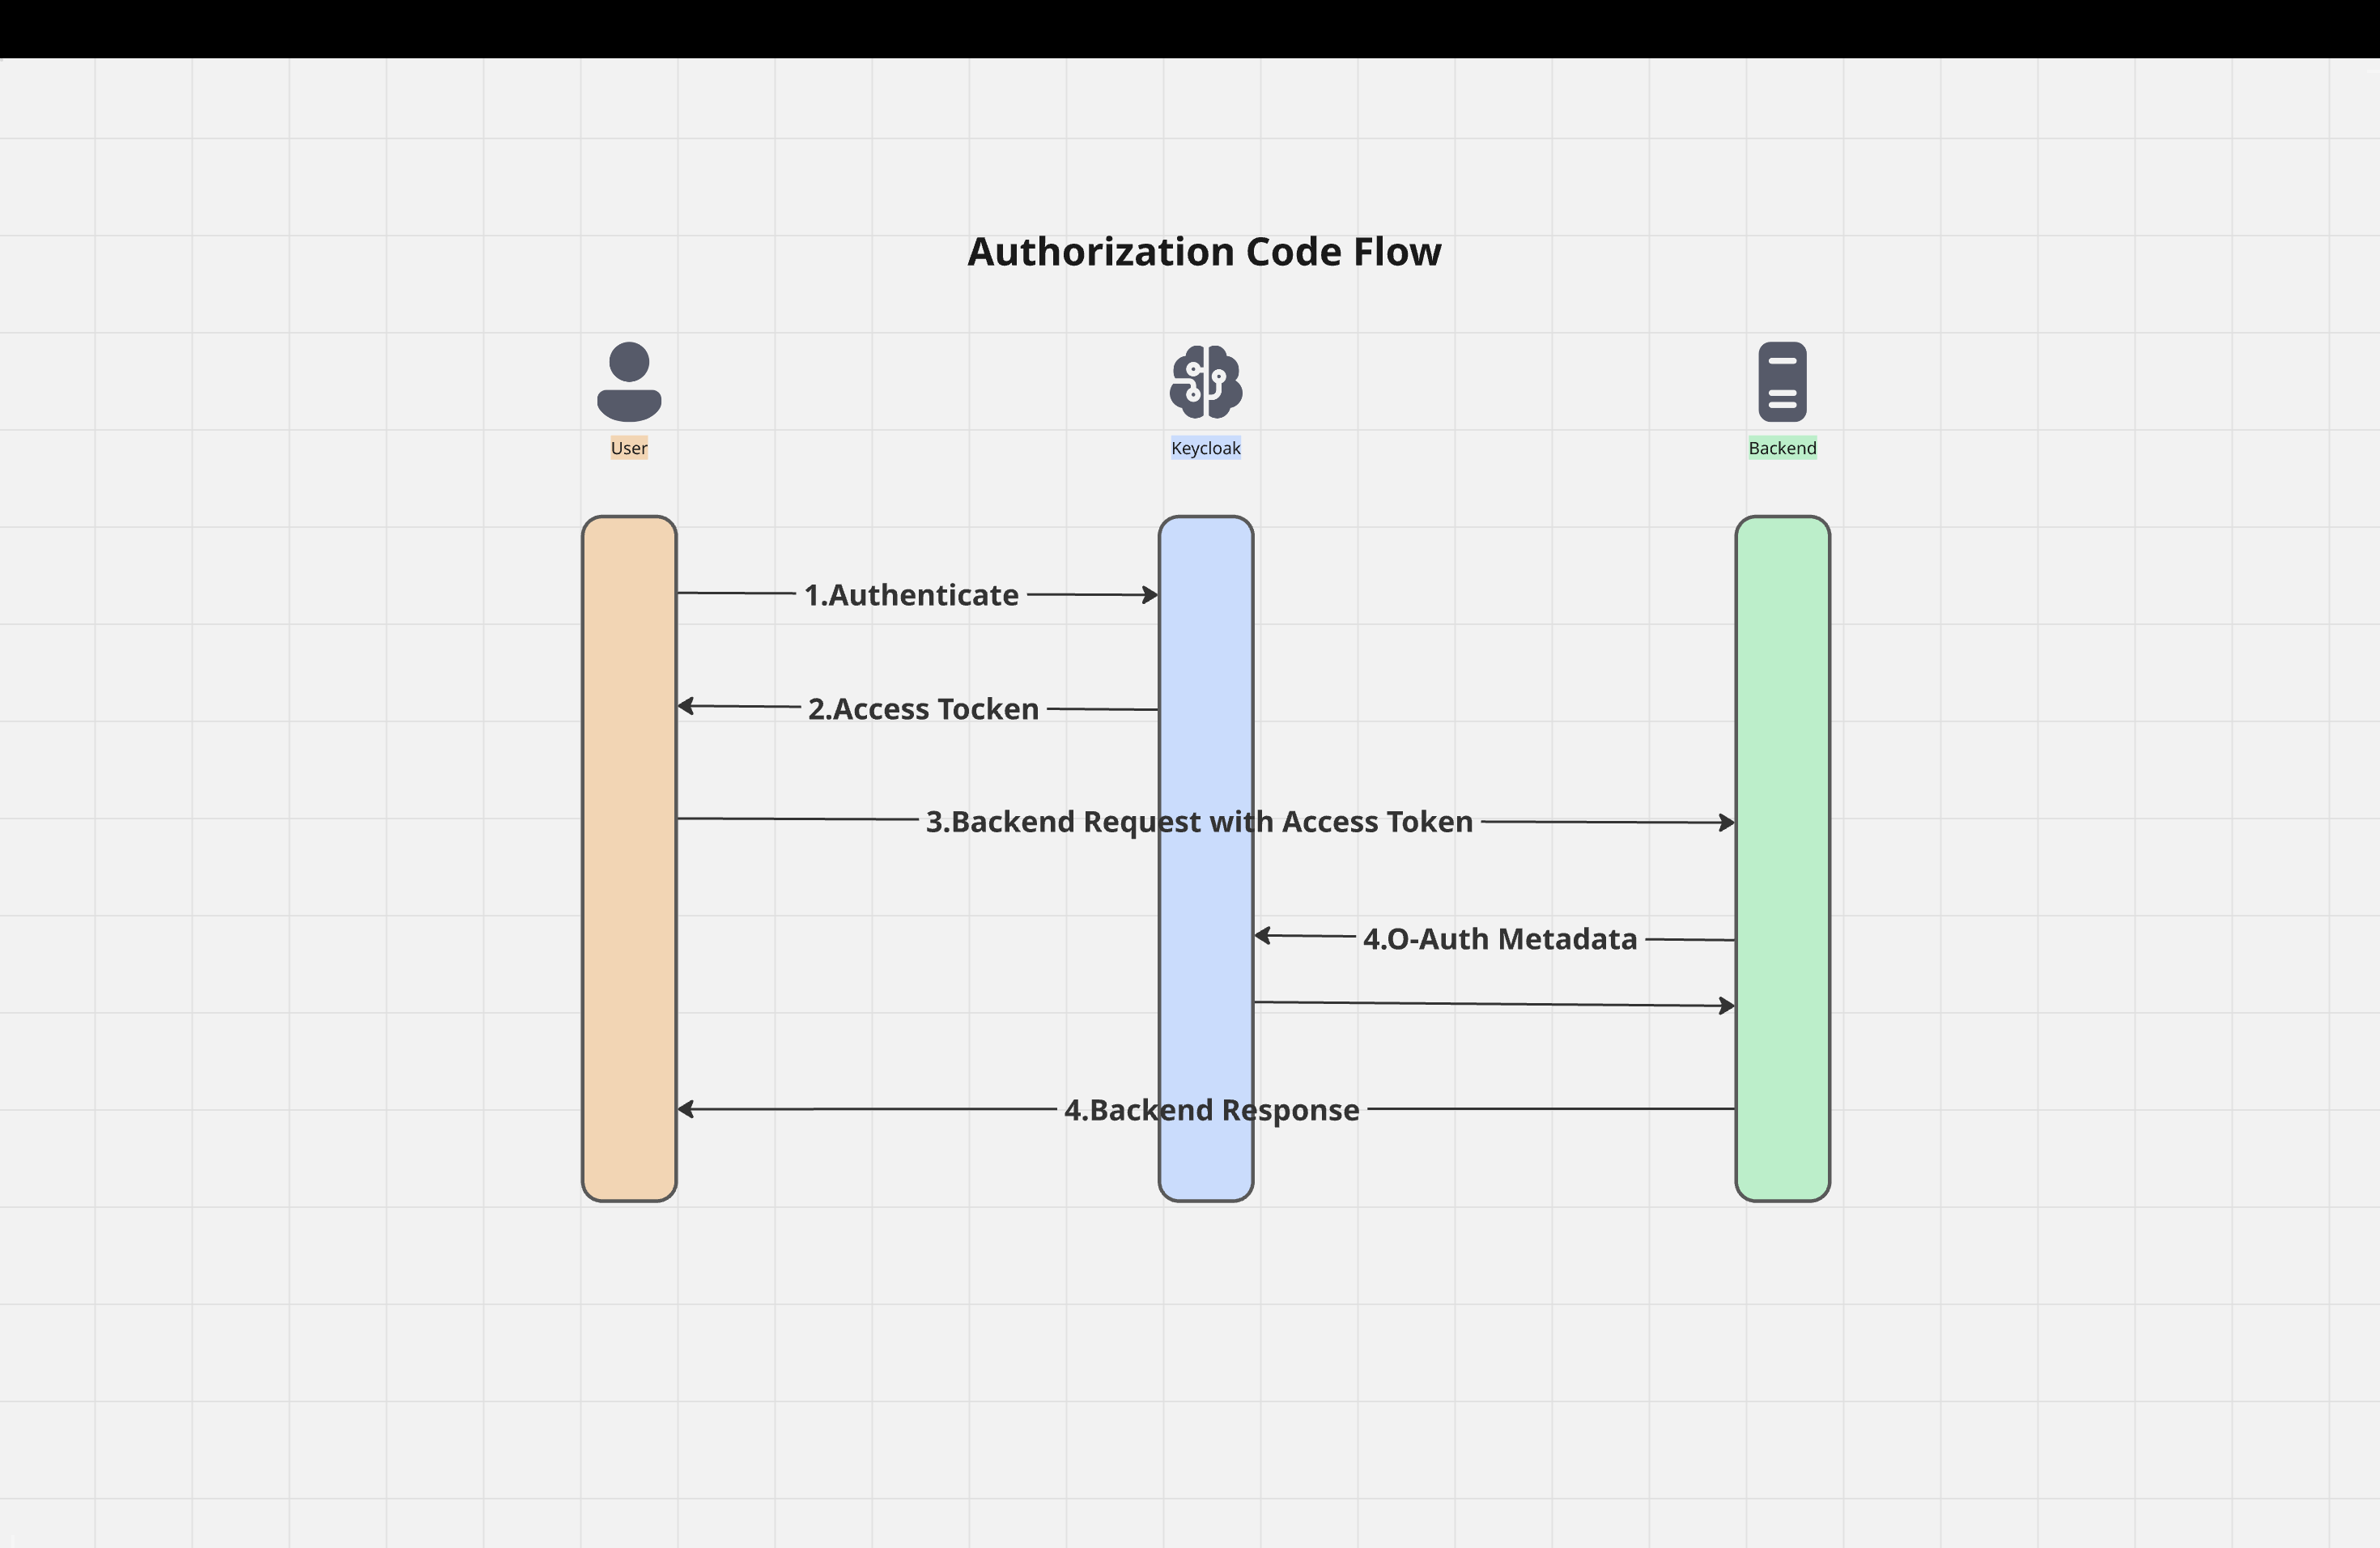 Authorization Code Flow
User
Keycloak
Backend
1.Authenticate
2.Access Tocken
3.Backend Request with Access Token
4.O-Auth Metadata
4.Backend Response